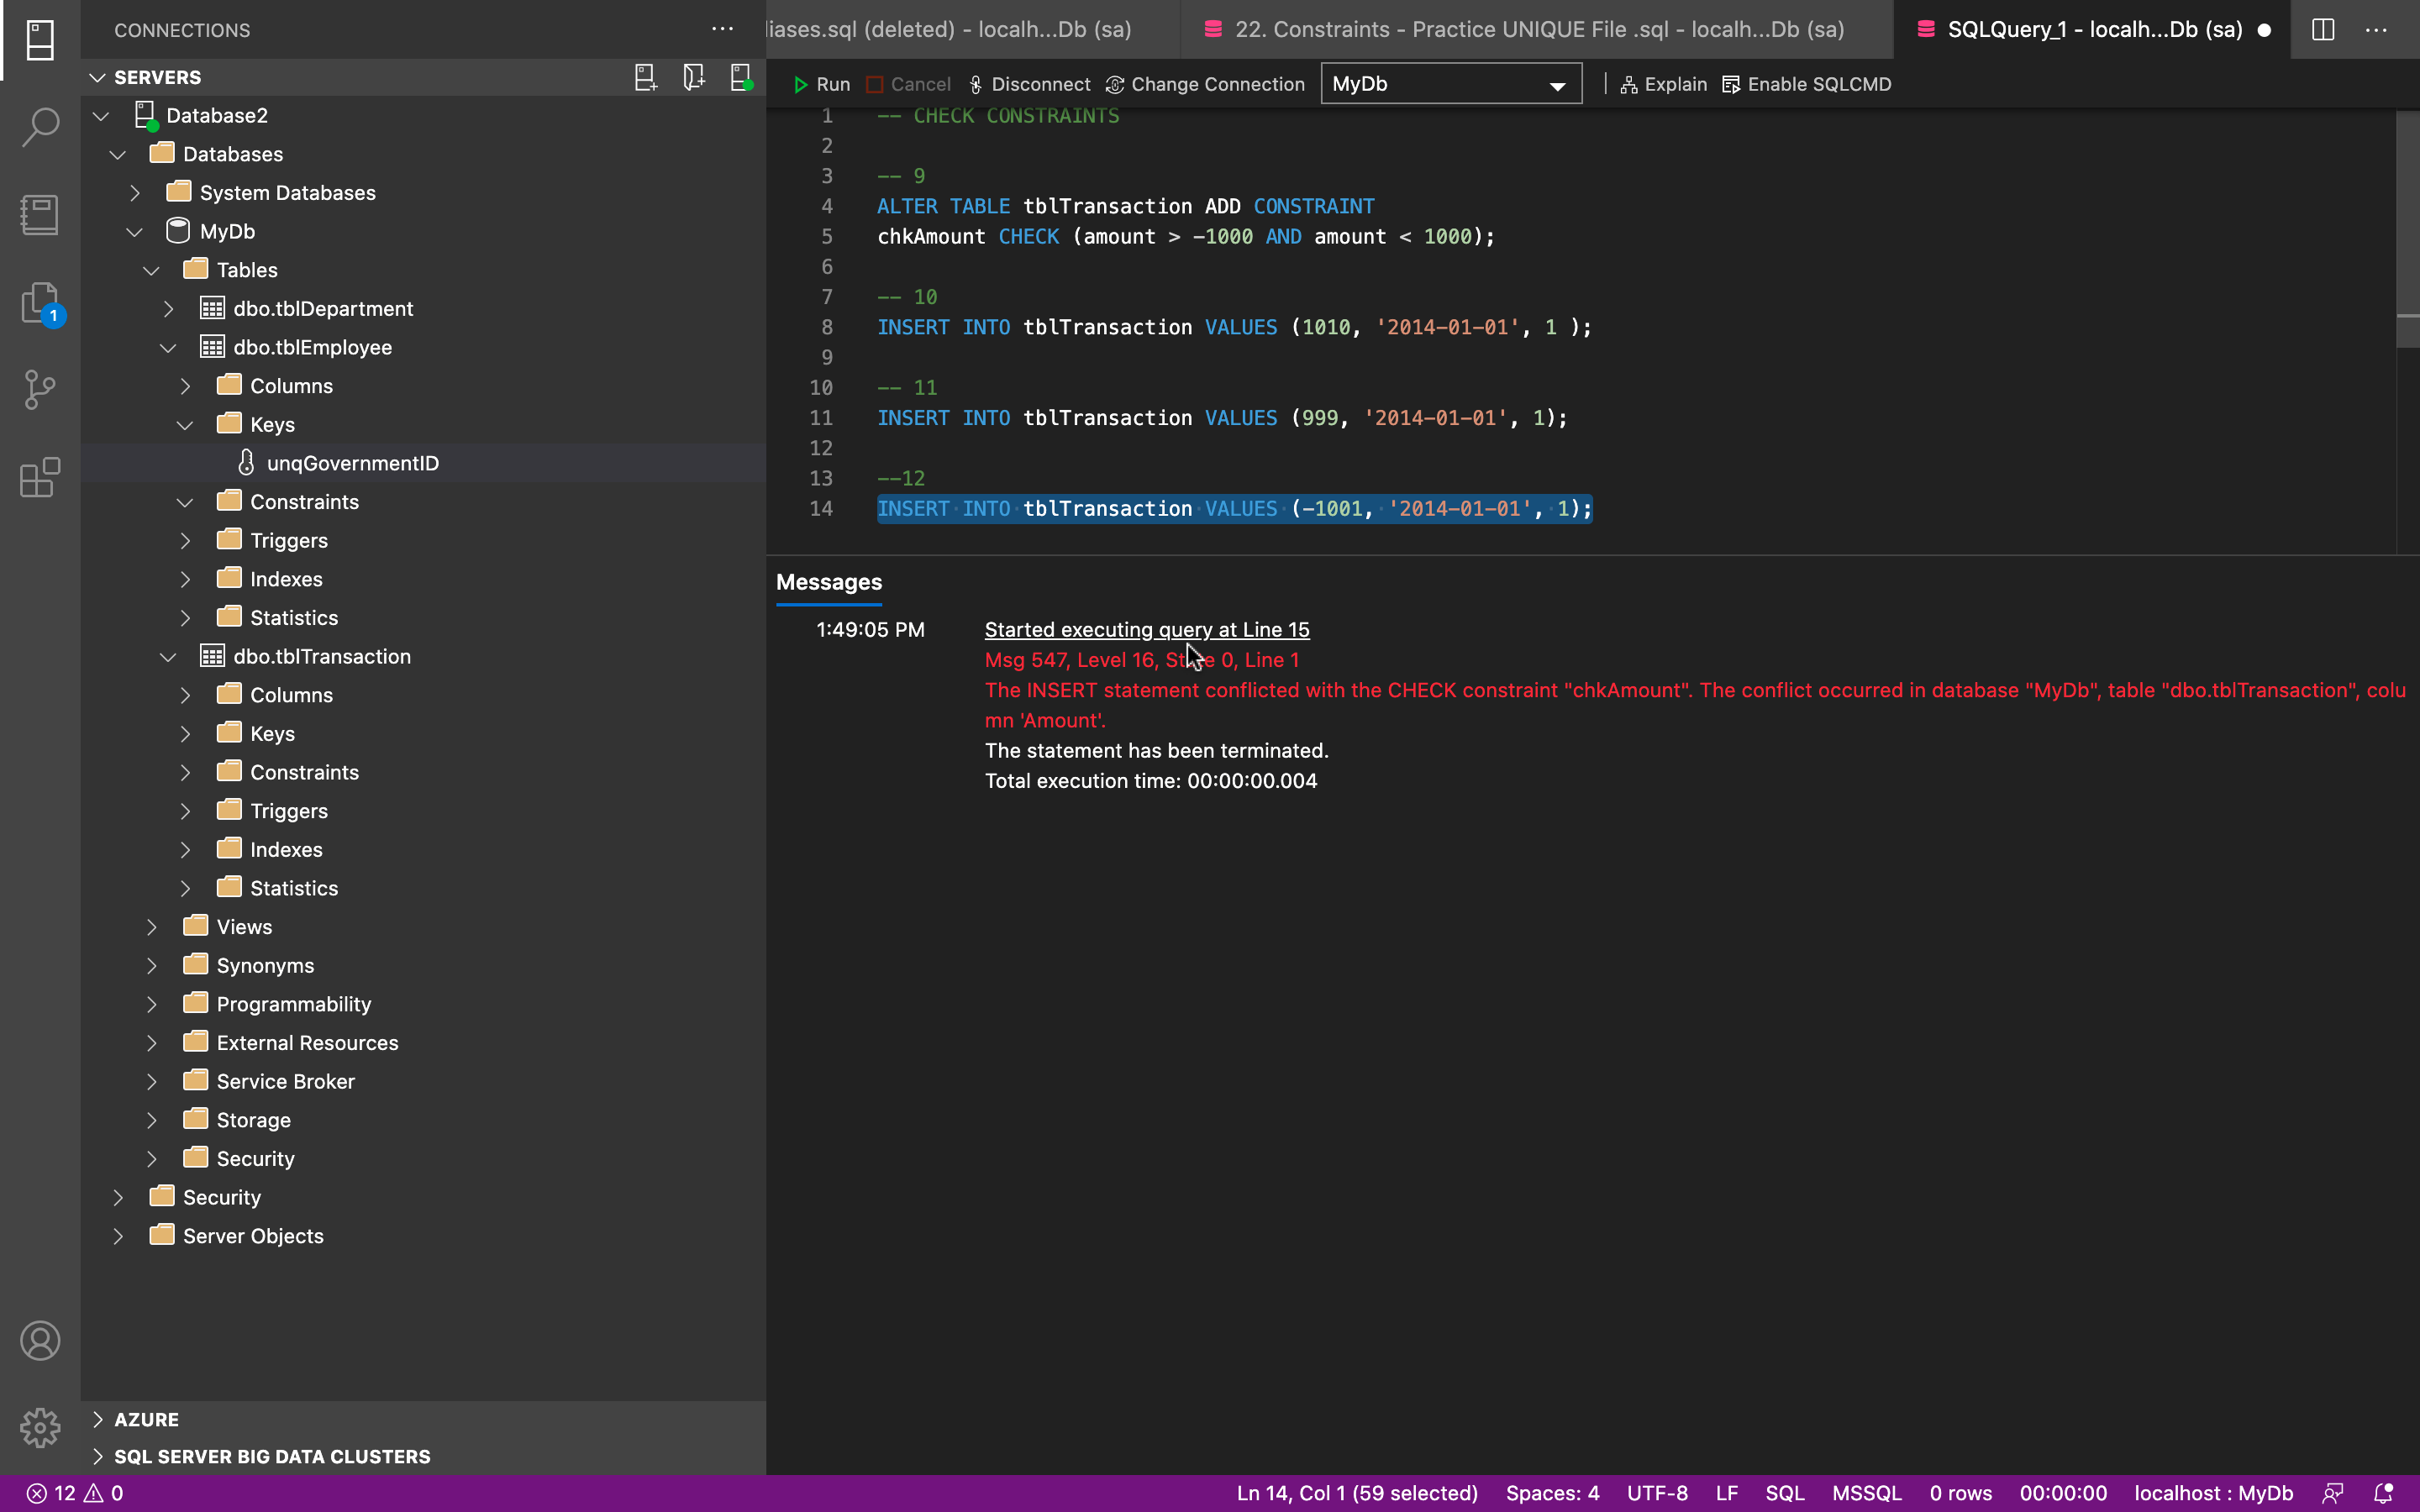 CONNECTIONS
SERVERS
Database2
Databases
System Databases
MyDb
Tables
dbo.tblDepartment
dbo.tblEmployee
Columns
Keys
unqGovernmentID
Constraints
Triggers
Indexes
Statistics
dbo.tblTransaction
Columns
Keys
Constraints
Triggers
Indexes
Statistics
Views
Synonyms
Programmability
External Resources
Service Broker
Storage
Security
Security
Server Objects
AZURE
SQL SERVER BIG DATA CLUSTERS
1
liases.sql (deleted) - localh...Db (sa)
22. Constraints - Practice UNIQUE File .sql - localh...Db (sa)
SQLQuery_1 - localh...Db (sa)
Run Cancel Disconnect Change Connection MyDb Explain Enable SQLCMD
1 -- CHECK CONSTRAINTS
2
3 -- 9
4 ALTER TABLE tblTransaction ADD CONSTRAINT
5 chkAmount CHECK (amount > -1000 AND amount < 1000);
6
7 -- 10
8 INSERT INTO tblTransaction VALUES (1010, '2014-01-01', 1 );
9
10 -- 11
11 INSERT INTO tblTransaction VALUES (999, '2014-01-01', 1);
12
13 --12
14 INSERT INTO tblTransaction VALUES (-1001, '2014-01-01', 1);
Messages
1:49:05 PM Started executing query at Line 15
Msg 547, Level 16, State 0, Line 1
The INSERT statement conflicted with the CHECK constraint "chkAmount". The conflict occurred in database "MyDb", table "dbo.tblTransaction", colu
mn 'Amount'.
The statement has been terminated.
Total execution time: 00:00:00.004
12 0 Ln 14, Col 1 (59 selected) Spaces: 4 UTF-8 LF SQL MSSQL 0 rows 00:00:00 localhost : MyDb